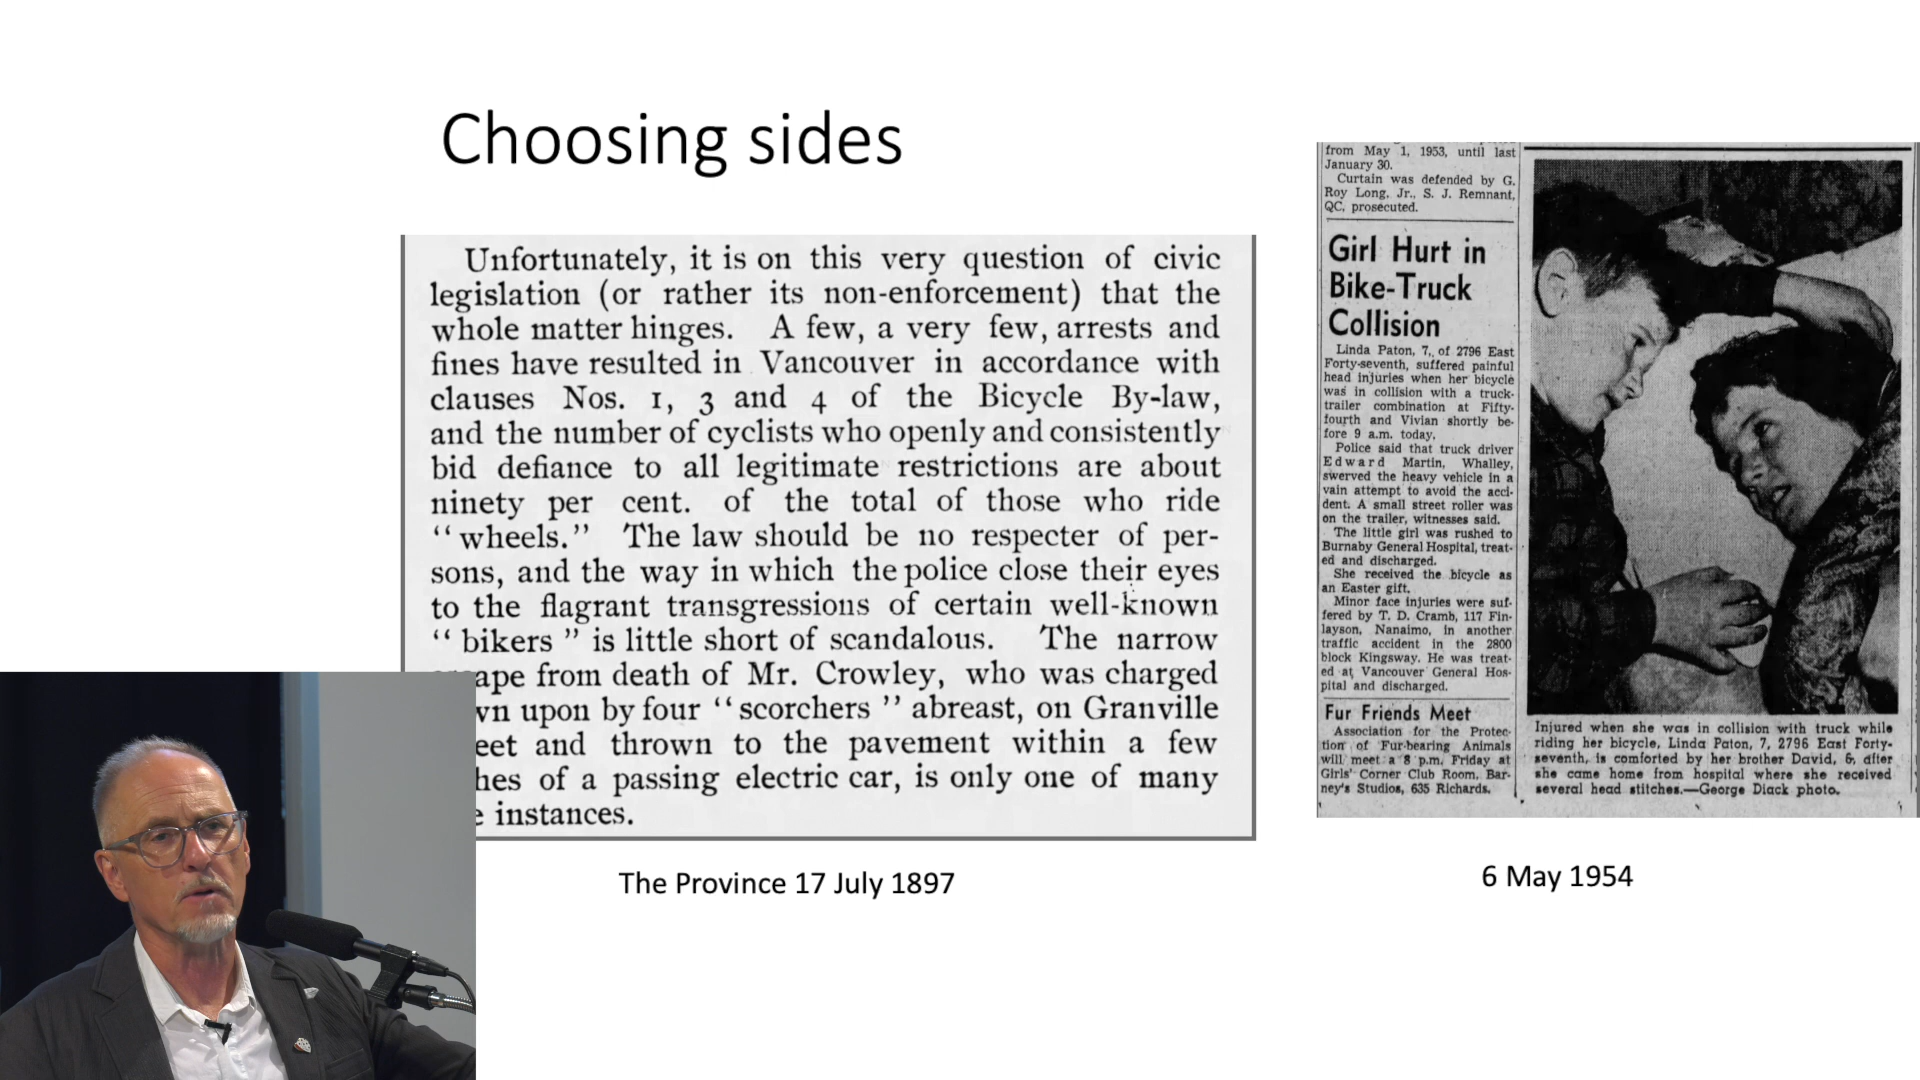 Choosing sides
Unfortunately, it is on this very question of civic
legislation (or rather its non-enforcement) that the
whole matter hinges. A few, a very few, arrests and
fines have resulted in Vancouver in accordance with
clauses Nos. 1, 3 and 4 of the Bicycle By-law,
and the number of cyclists who openly and consistently
bid defiance to all legitimate restrictions are about
ninety per cent. of the total of those who ride
“wheels.” The law should be no respecter of per-
sons, and the way in which the police close their eyes
to the flagrant transgressions of certain well-known
“bikers” is little short of scandalous. The narrow
ape from death of Mr. Crowley, who was charged
wn upon by four “scorchers” abreast, on Granville
eet and thrown to the pavement within a few
hes of a passing electric car, is only one of many
e instances.
The Province 17 July 1897
from May 1, 1953, until last
January 30.
Curtain was defended by G.
Roy Long, Jr., S. J. Remnant,
QC, prosecuted.
Girl Hurt in
Bike-Truck
Collision
Linda Paton, 7, of 2796 East
Forty-seventh, suffered painful
head injuries when her bicycle
was in collision with a truck-
trailer combination at Fifty-
fourth and Vivian shortly be-
fore 9 a.m. today.
Police said that truck driver
Edward Martin, Whalley,
swerved the heavy vehicle in a
vain attempt to avoid the acci-
dent. A small street roller was
on the trailer, witnesses said.
The little girl was rushed to
Burnaby General Hospital, treat-
ed and discharged.
She received the bicycle as
an Easter gift.
Minor face injuries were suf-
fered by T. D. Cramb, 117 Fin-
layson, Nanaimo, in another
traffic accident in the 2800
block Kingsway. He was treat-
ed at Vancouver General Hos-
pital and discharged.
Fur Friends Meet
Association for the Protec-
tion of Fur-bearing Animals
will meet a 8 p.m. Friday at
Girls' Corner Club Room, Bar-
ney's Studios, 635 Richards.
Injured when she was in collision with truck while
riding her bicycle, Linda Paton, 7, 2796 East Forty-
seventh, is comforted by her brother David, 6, after
she came home from hospital where she received
several head stitches.—George Diack photo.
6 May 1954